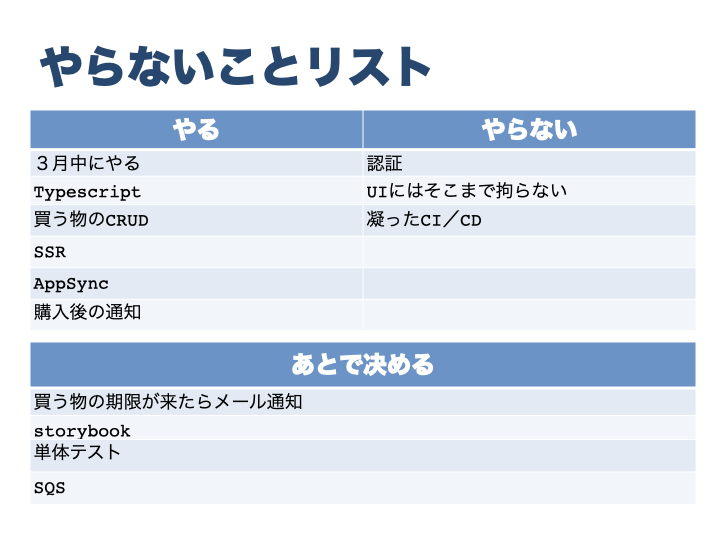 やらないことリスト
やる やらない
３月中にやる 認証
Typescript UIにはそこまで拘らない
買う物のCRUD 凝ったCI／CD
SSR
AppSync
購入後の通知
あとで決める
買う物の期限が来たらメール通知
storybook
単体テスト
SQS